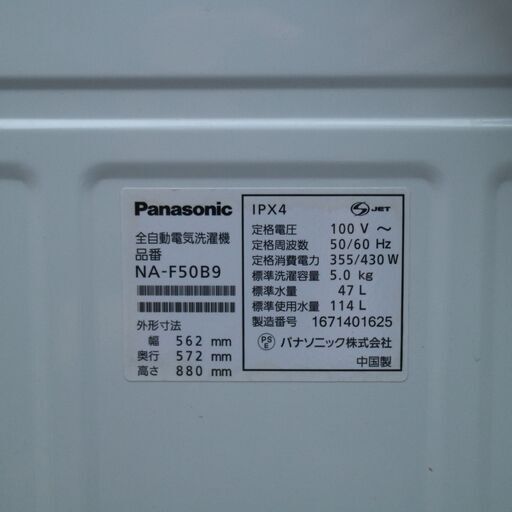 Panasonic
全自動電気洗濯機
品番
NA-F50B9
外形寸法
幅 562 mm
奥行 572 mm
高さ 880 mm
IPX4
S JET
定格電圧 100 V ～
定格周波数 50/60 Hz
定格消費電力 355/430 W
標準洗濯容量 5.0 kg
標準水量 47 L
標準使用水量 114 L
製造番号 1671401625
PSE パナソニック株式会社
中国製